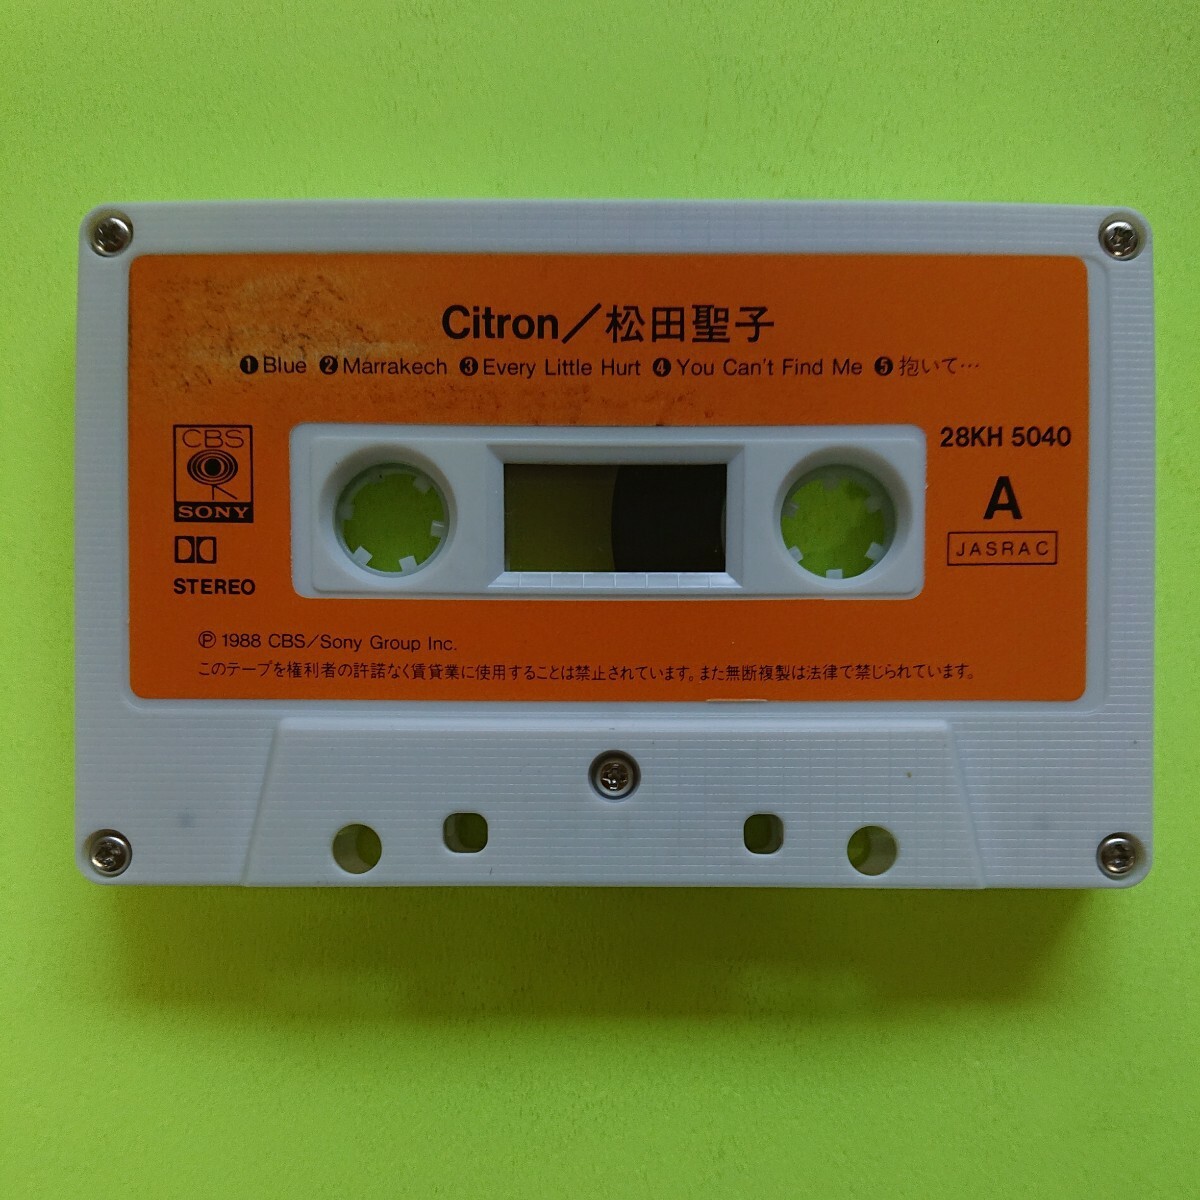 Citron／松田聖子
❶Blue ❷Marrakech ❸Every Little Hurt ❹You Can't Find Me ❺抱いて…
CBS
SONY
STEREO
28KH 5040
A
JASRAC
Ⓟ 1988 CBS/Sony Group Inc.
このテープを権利者の許諾なく賃貸業に使用することは禁止されています。また無断複製は法律で禁じられています。